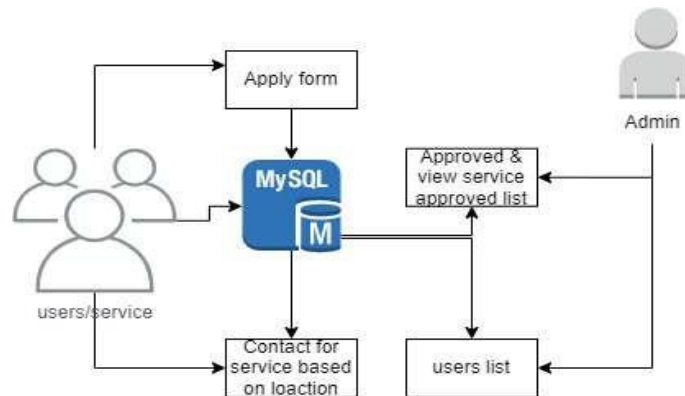 Apply form
Admin
MySQL
M
Approved &
view service
approved list
users/service
Contact for
service based
on loaction
users list